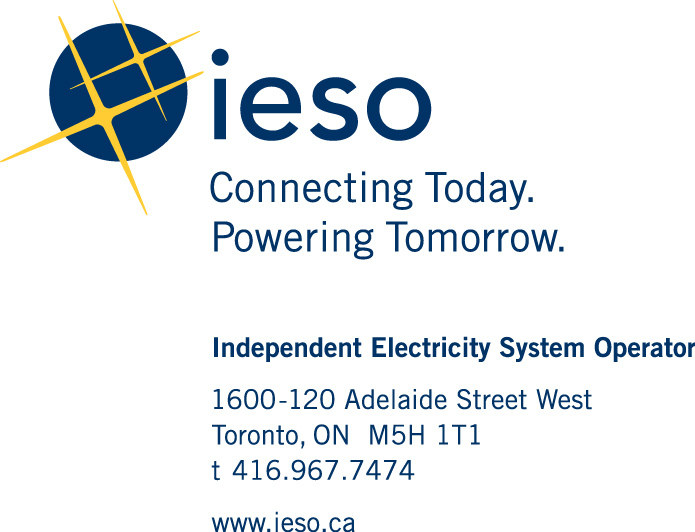 ieso
Connecting Today.
Powering Tomorrow.
Independent Electricity System Operator
1600-120 Adelaide Street West
Toronto, ON  M5H 1T1
t 416.967.7474
www.ieso.ca